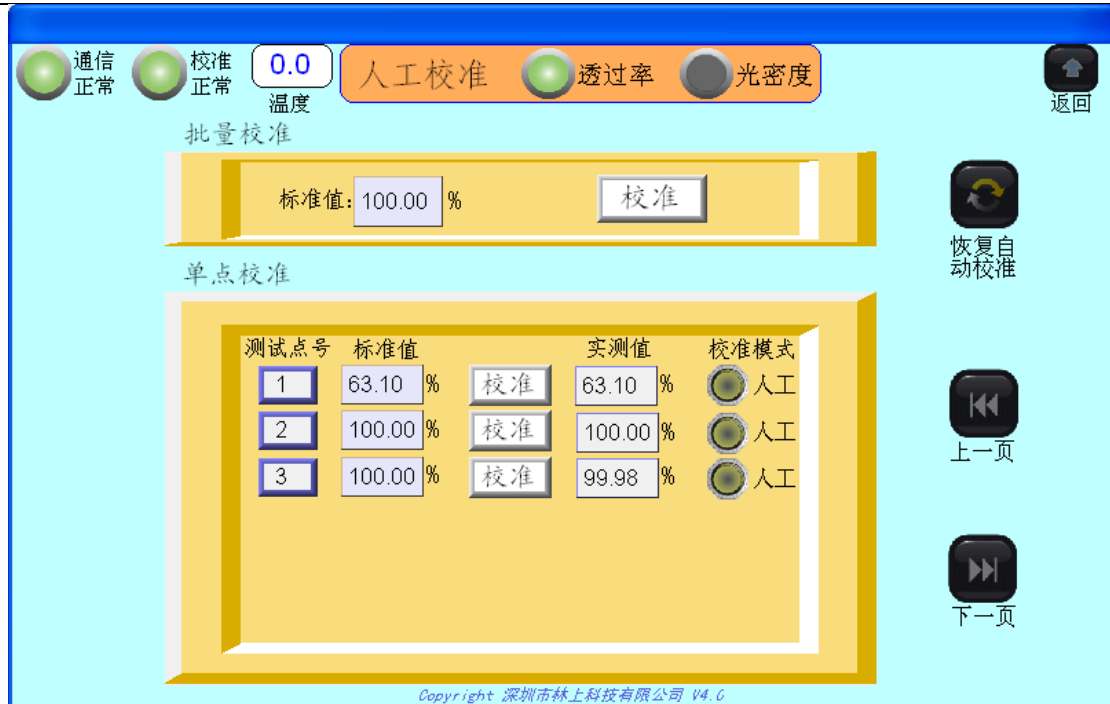 通信
正常
校准
正常
0.0
温度
人工校准
透过率
光密度
返回
批量校准
标准值: 100.00 %
校准
恢复自
动校准
单点校准
测试点号 标准值 实测值 校准模式
1 63.10 % 校准 63.10 % 人工
2 100.00 % 校准 100.00 % 人工
3 100.00 % 校准 99.98 % 人工
上一页
下一页
Copyright 深圳市林上科技有限公司